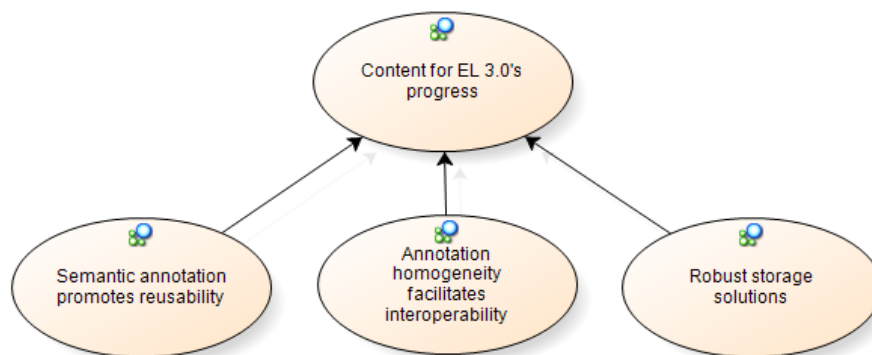 Content for EL 3.0's
progress
Semantic annotation
promotes reusability
Annotation
homogeneity
facilitates
interoperability
Robust storage
solutions